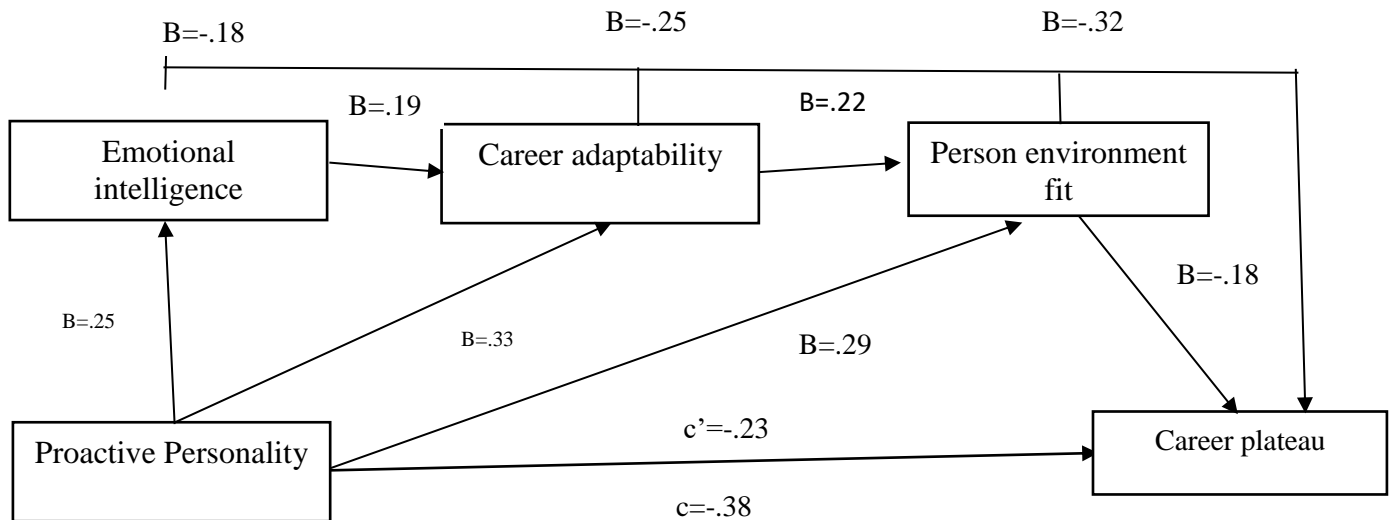 B=-.18
B=-.25
B=-.32
B=.19
B=.22
Emotional
intelligence
Career adaptability
Person environment
fit
B=-.18
B=.25
B=.33
B=.29
c’=-.23
Proactive Personality
Career plateau
c=-.38